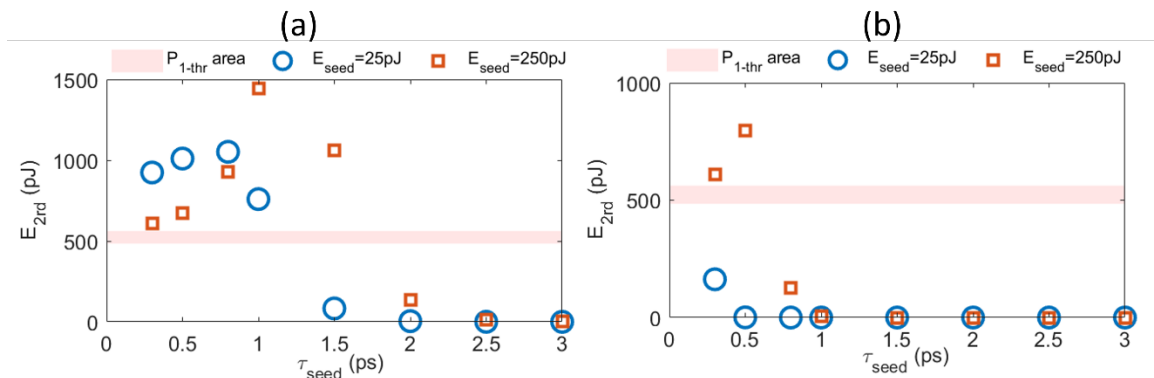 (a)
P1-thr area Eseed=25pJ Eseed=250pJ
1500
1000
500
0
E2rd (pJ)
0 0.5 1 1.5 2 2.5 3
τseed (ps)
(b)
P1-thr area Eseed=25pJ Eseed=250pJ
1000
500
0
E2rd (pJ)
0 0.5 1 1.5 2 2.5 3
τseed (ps)